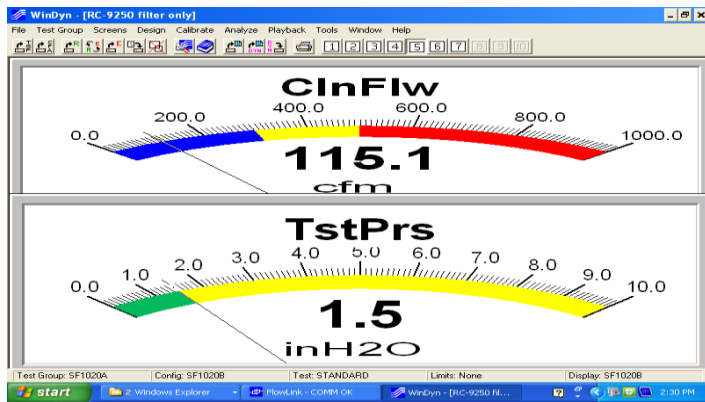 WinDyn - [RC-9250 filter only]
File Test Group Screens Design Calibrate Analyze Playback Tools Window Help
1 2 3 4 5 6 7 8 9 10
ClnFlw
0.0 200.0 400.0 600.0 800.0 1000.0
115.1
cfm
TstPrs
0.0 1.0 2.0 3.0 4.0 5.0 6.0 7.0 8.0 9.0 10.0
1.5
inH2O
Test Group: SF1020A Config: SF1020B Test: STANDARD Limits: None Display: SF1020B
start 2 Windows Explorer FlowLink - COMM OK WinDyn - [RC-9250 fil... 2:30 PM